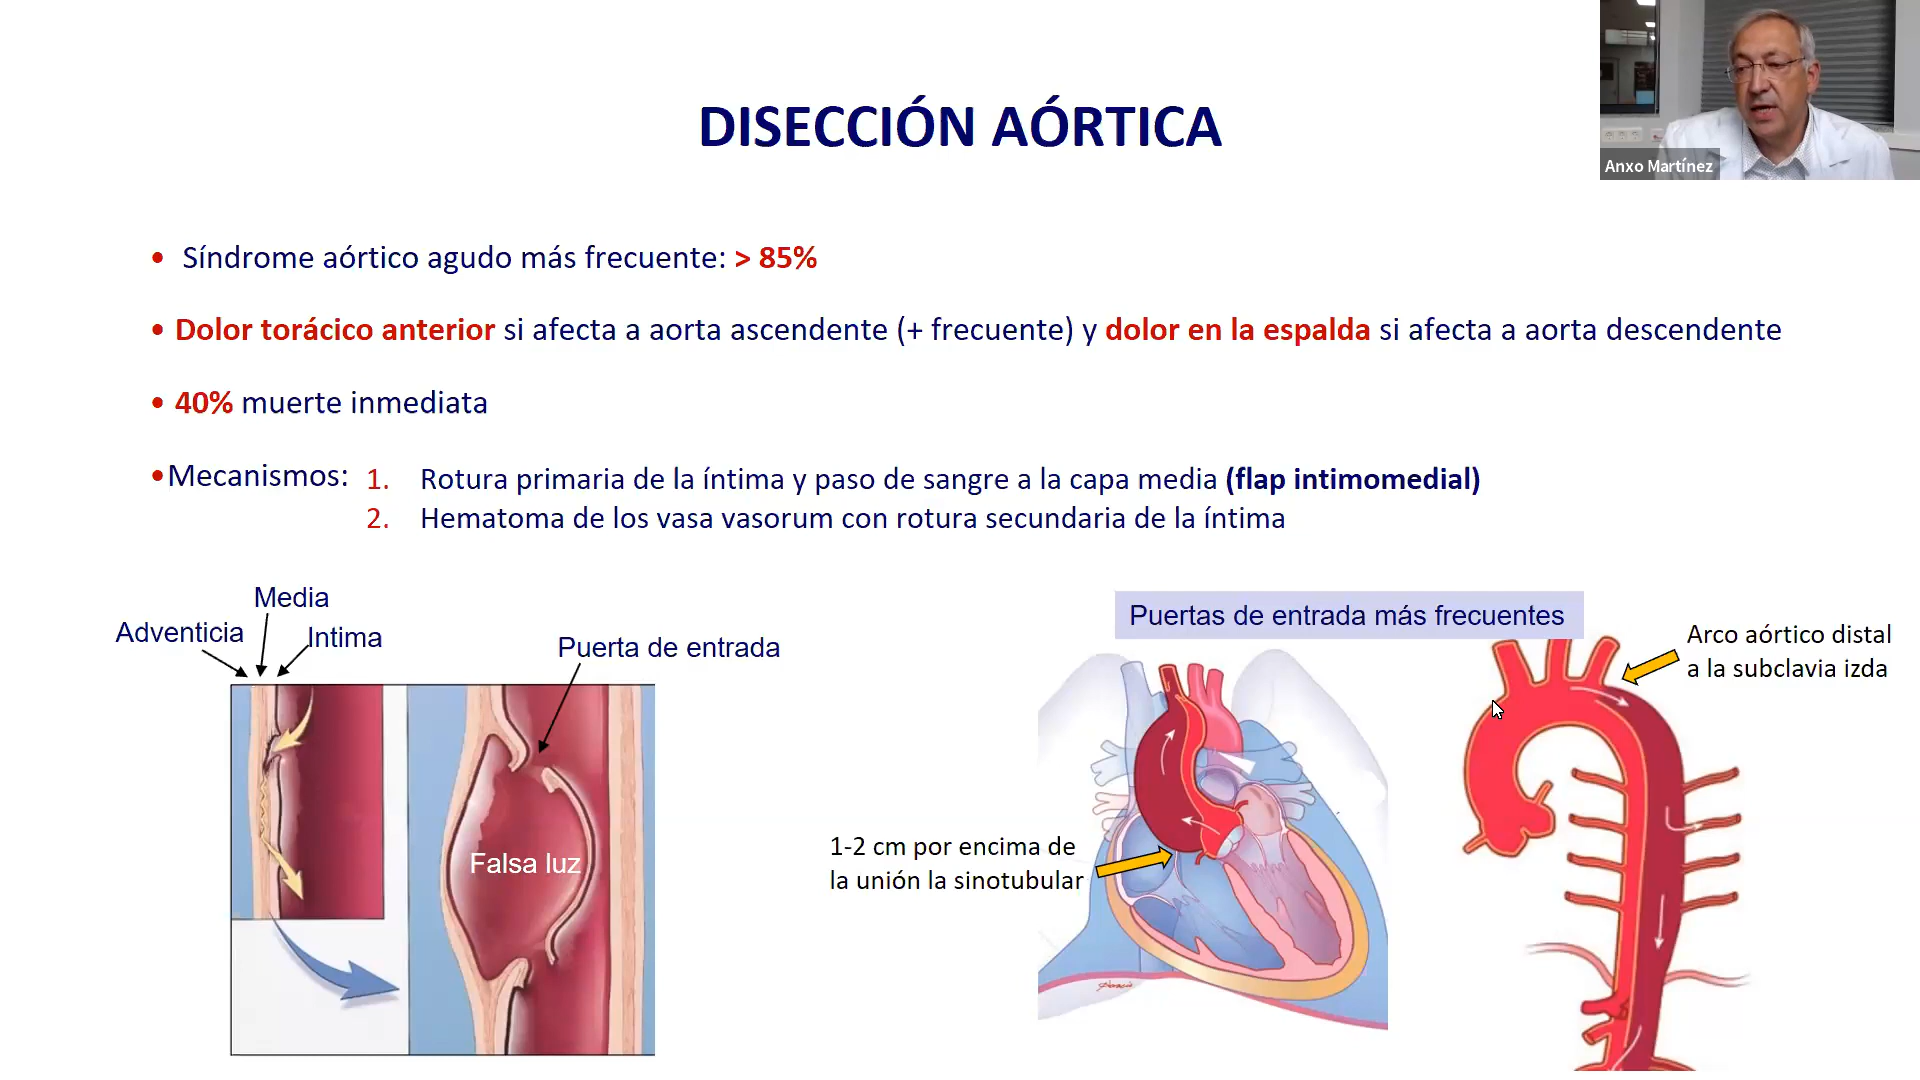 DISECCIÓN AÓRTICA
Anxo Martínez
• Síndrome aórtico agudo más frecuente: > 85%
• Dolor torácico anterior si afecta a aorta ascendente (+ frecuente) y dolor en la espalda si afecta a aorta descendente
• 40% muerte inmediata
•Mecanismos:
1. Rotura primaria de la íntima y paso de sangre a la capa media (flap intimomedial)
2. Hematoma de los vasa vasorum con rotura secundaria de la íntima
Media
Adventicia
Intima
Puerta de entrada
Falsa luz
Puertas de entrada más frecuentes
Arco aórtico distal
a la subclavia izda
1-2 cm por encima de
la unión la sinotubular